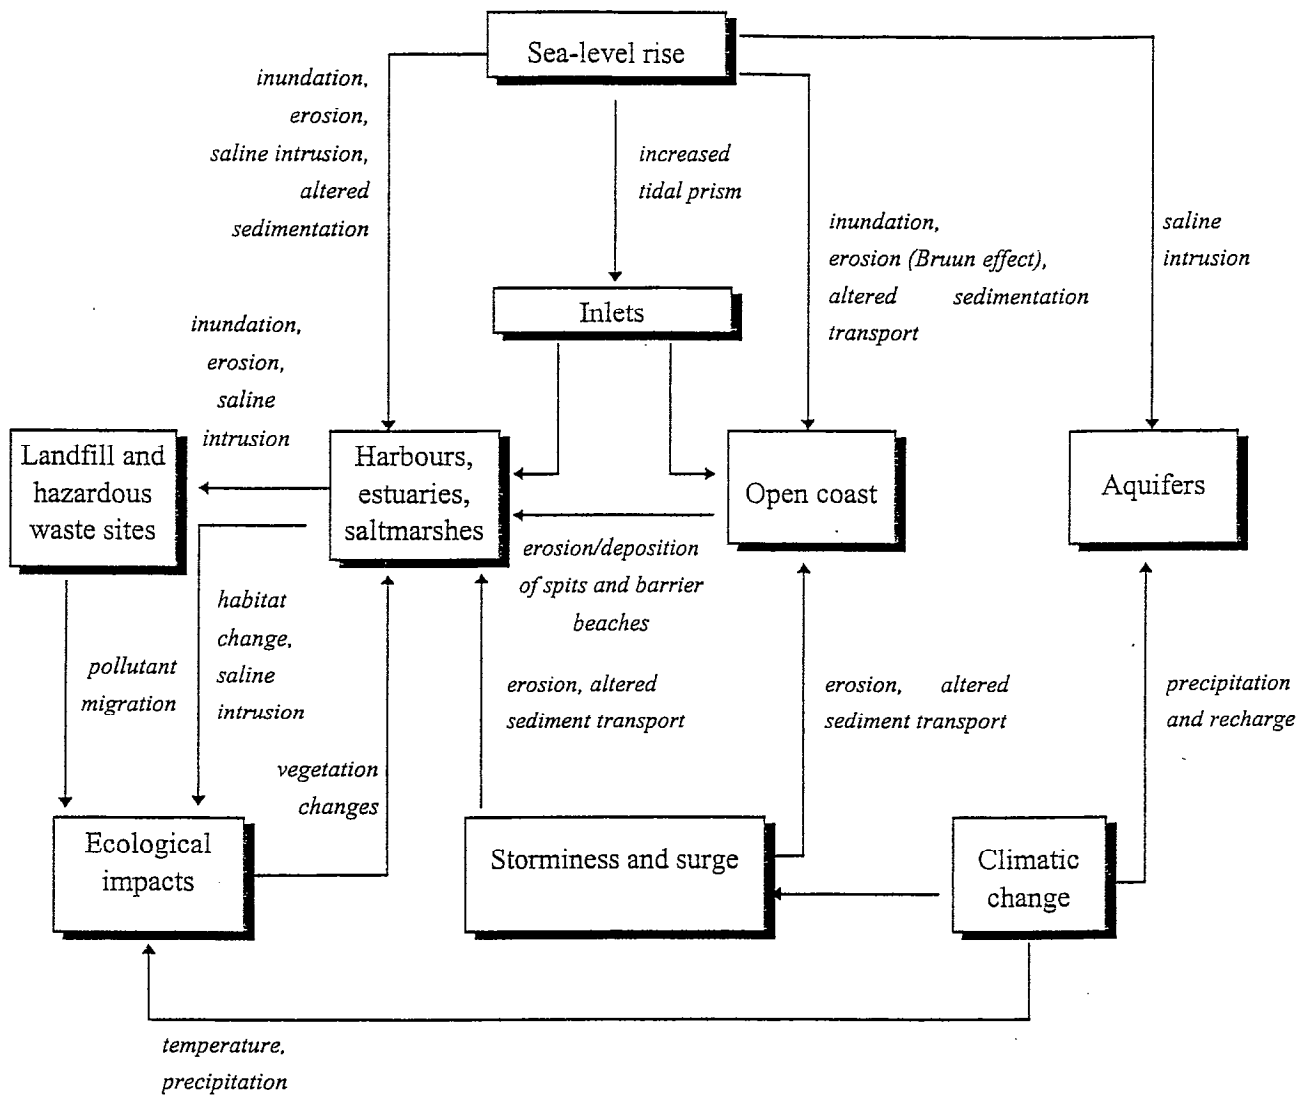 Sea-level rise
inundation,
erosion,
saline intrusion,
altered
sedimentation
increased
tidal prism
inundation,
erosion (Bruun effect),
altered sedimentation
transport
saline
intrusion
Inlets
inundation,
erosion,
saline
intrusion
Landfill and
hazardous
waste sites
Harbours,
estuaries,
saltmarshes
Open coast
Aquifers
erosion/deposition
of spits and barrier
beaches
habitat
change,
saline
intrusion
pollutant
migration
erosion, altered
sediment transport
erosion, altered
sediment transport
precipitation
and recharge
vegetation
changes
Ecological
impacts
Storminess and surge
Climatic
change
temperature,
precipitation